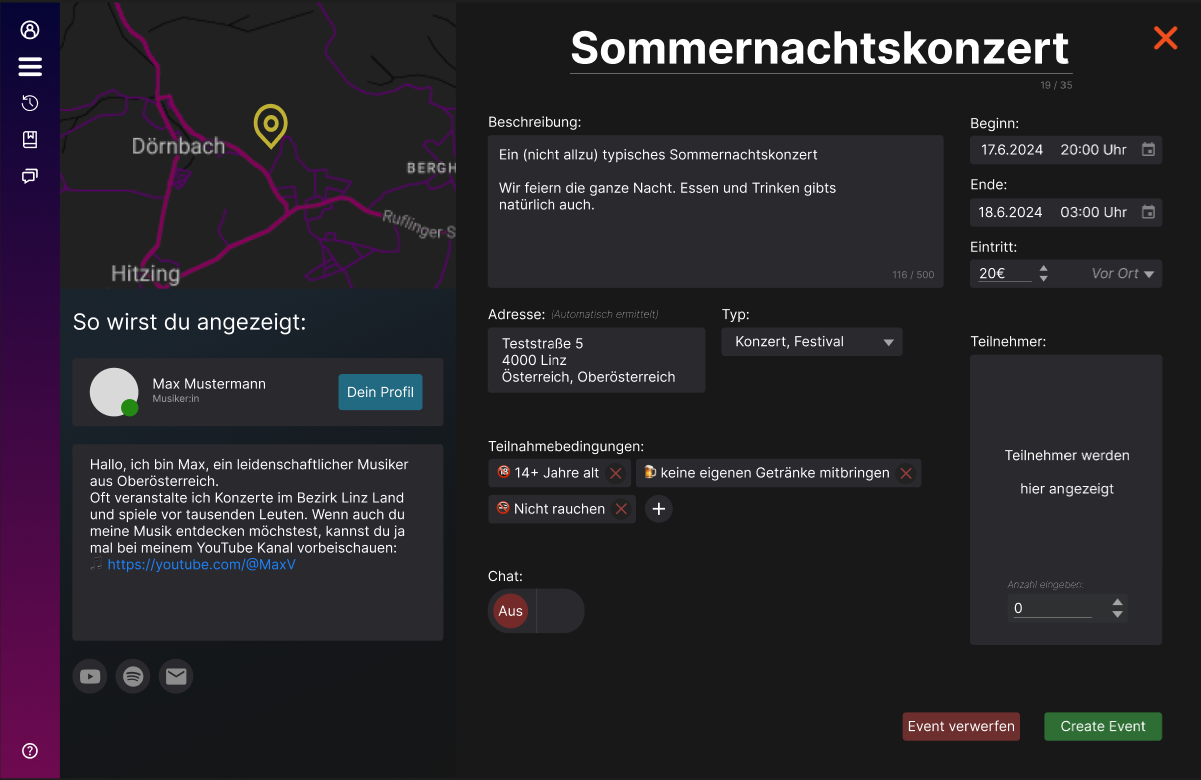 Dörnbach
BERGH
Ruflinger S
Hitzing
So wirst du angezeigt:
Max Mustermann
Musiker:in
Dein Profil
Hallo, ich bin Max, ein leidenschaftlicher Musiker
aus Oberösterreich.
Oft veranstalte ich Konzerte im Bezirk Linz Land
und spiele vor tausenden Leuten. Wenn auch du
meine Musik entdecken möchstest, kannst du ja
mal bei meinem YouTube Kanal vorbeischauen:
🎵 https://youtube.com/@MaxV
Sommernachtskonzert
19 / 35
Beschreibung:
Ein (nicht allzu) typisches Sommernachtskonzert
Wir feiern die ganze Nacht. Essen und Trinken gibts
natürlich auch.
116 / 500
Adresse: (Automatisch ermittelt)
Teststraße 5
4000 Linz
Österreich, Oberösterreich
Typ:
Konzert, Festival
Teilnahmebedingungen:
🔞 14+ Jahre alt
🍺 keine eigenen Getränke mitbringen
🚭 Nicht rauchen
Chat:
Aus
Beginn:
17.6.2024 20:00 Uhr
Ende:
18.6.2024 03:00 Uhr
Eintritt:
20€ Vor Ort
Teilnehmer:
Teilnehmer werden
hier angezeigt
Anzahl eingeben:
0
Event verwerfen
Create Event